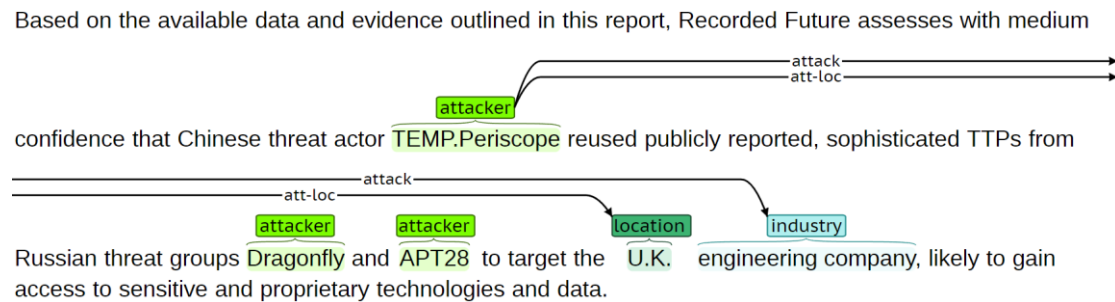 Based on the available data and evidence outlined in this report, Recorded Future assesses with medium
attack
att-loc
attacker
confidence that Chinese threat actor TEMP.Periscope reused publicly reported, sophisticated TTPs from
attack
att-loc
attacker attacker location industry
Russian threat groups Dragonfly and APT28 to target the U.K. engineering company, likely to gain
access to sensitive and proprietary technologies and data.